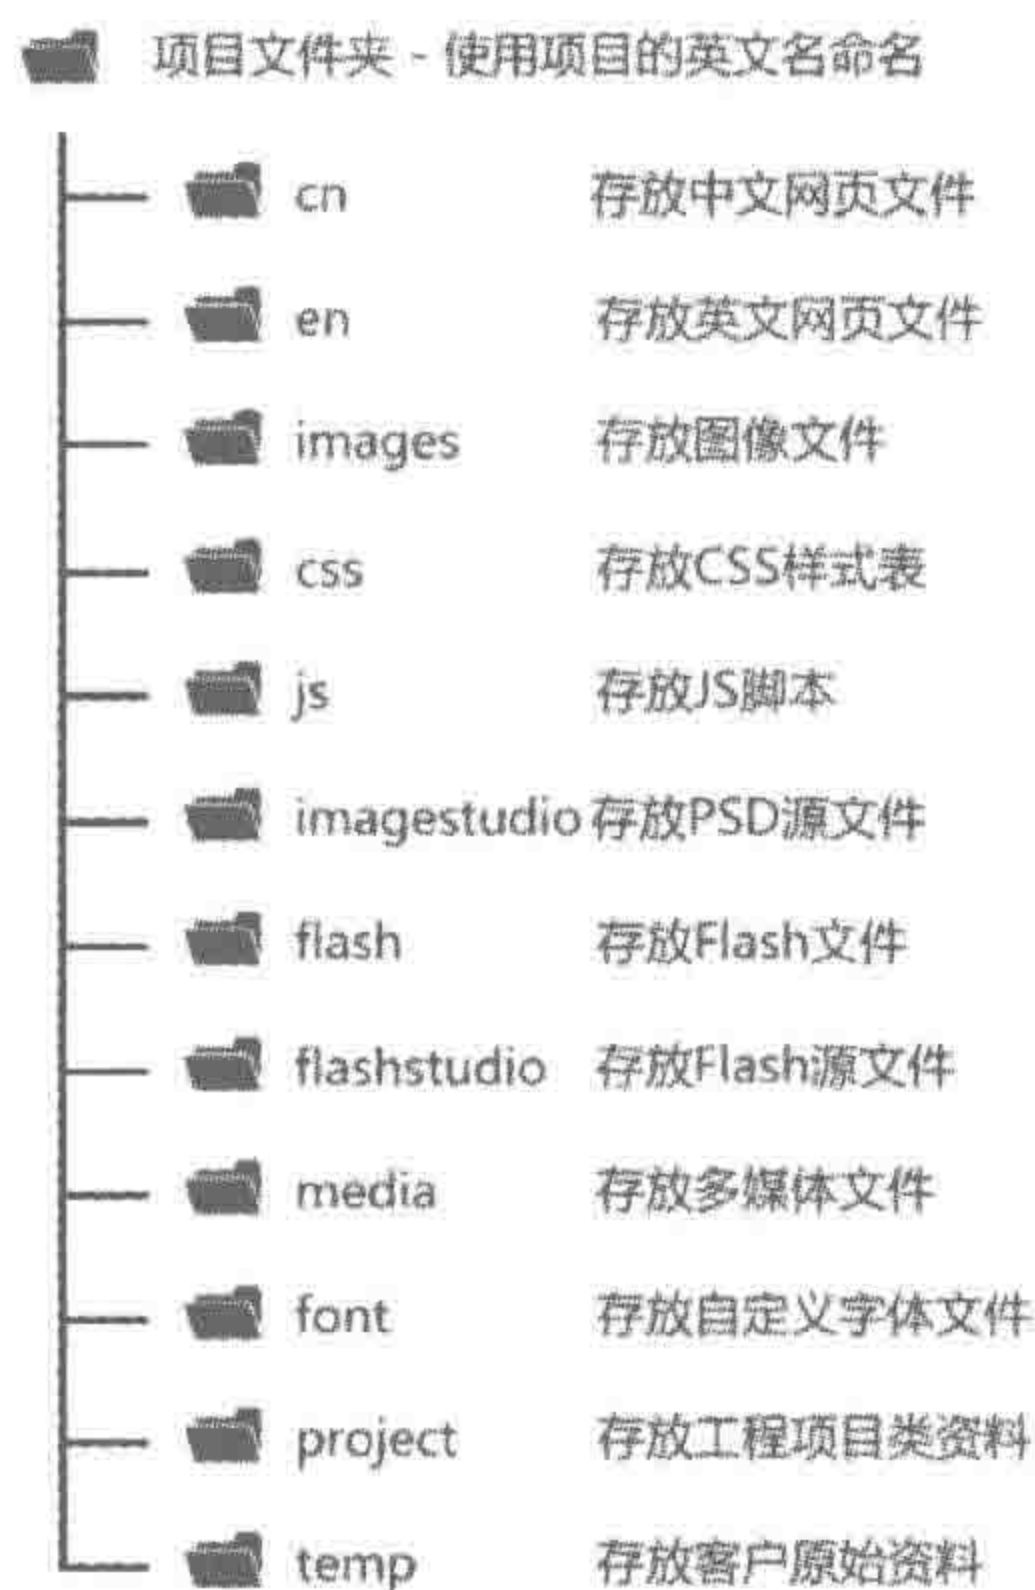 项目文件夹 - 使用项目的英文名命名
cn 存放中文网页文件
en 存放英文网页文件
images 存放图像文件
css 存放CSS样式表
js 存放JS脚本
imagestudio 存放PSD源文件
flash 存放Flash文件
flashstudio 存放Flash源文件
media 存放多媒体文件
font 存放自定义字体文件
project 存放工程项目类资料
temp 存放客户原始资料